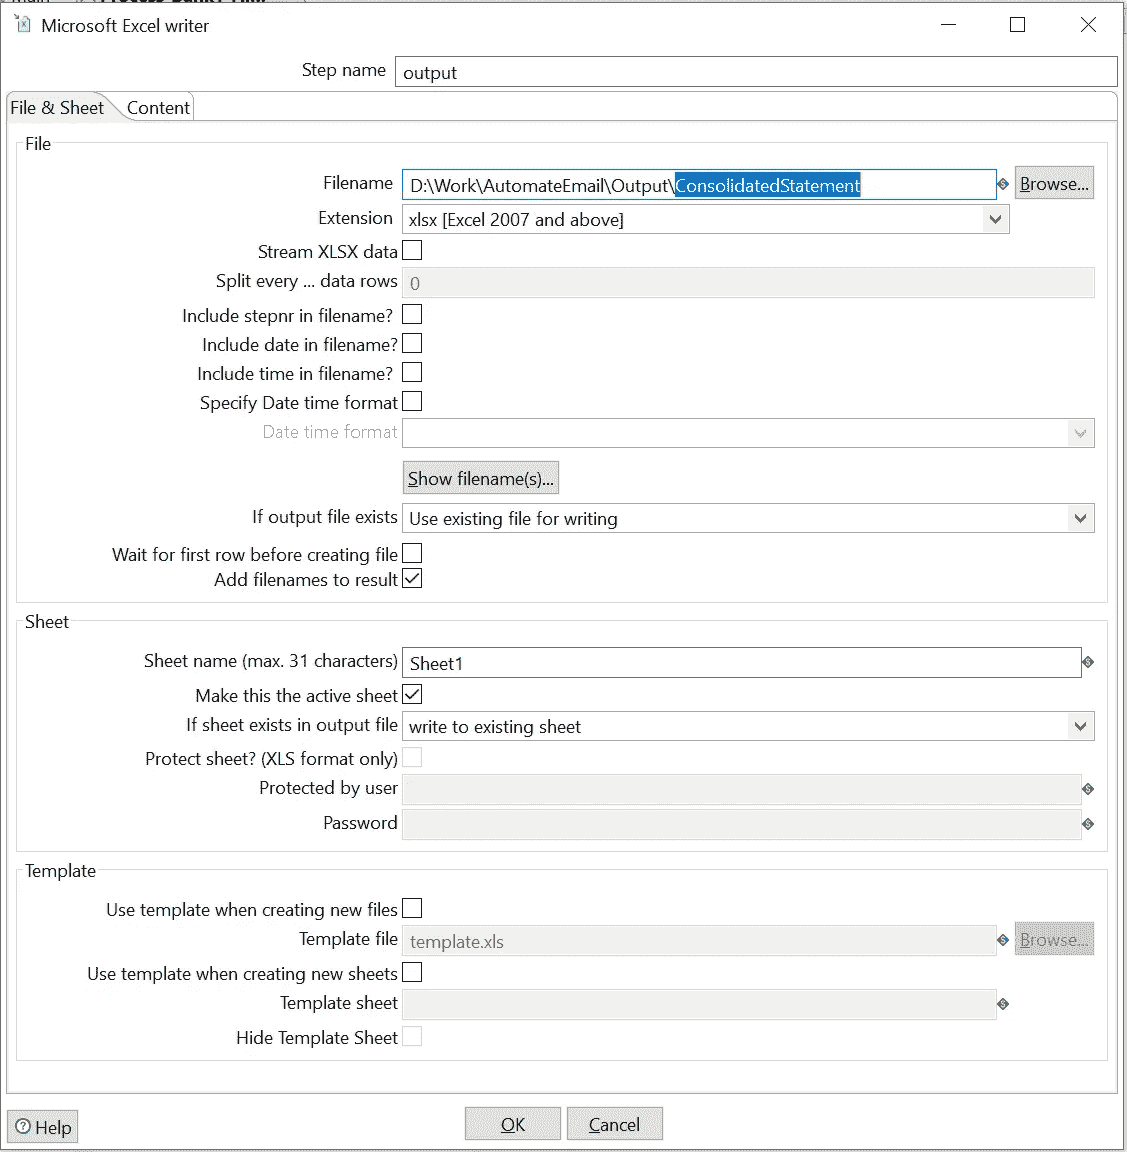 Microsoft Excel writer
Step name output
File & Sheet Content
File
Filename D:\Work\AutomateEmail\Output\ConsolidatedStatement Browse...
Extension xlsx [Excel 2007 and above]
Stream XLSX data
Split every ... data rows 0
Include stepnr in filename?
Include date in filename?
Include time in filename?
Specify Date time format
Date time format
Show filename(s)...
If output file exists Use existing file for writing
Wait for first row before creating file
Add filenames to result
Sheet
Sheet name (max. 31 characters) Sheet1
Make this the active sheet
If sheet exists in output file write to existing sheet
Protect sheet? (XLS format only)
Protected by user
Password
Template
Use template when creating new files
Template file template.xls Browse...
Use template when creating new sheets
Template sheet
Hide Template Sheet
Help OK Cancel